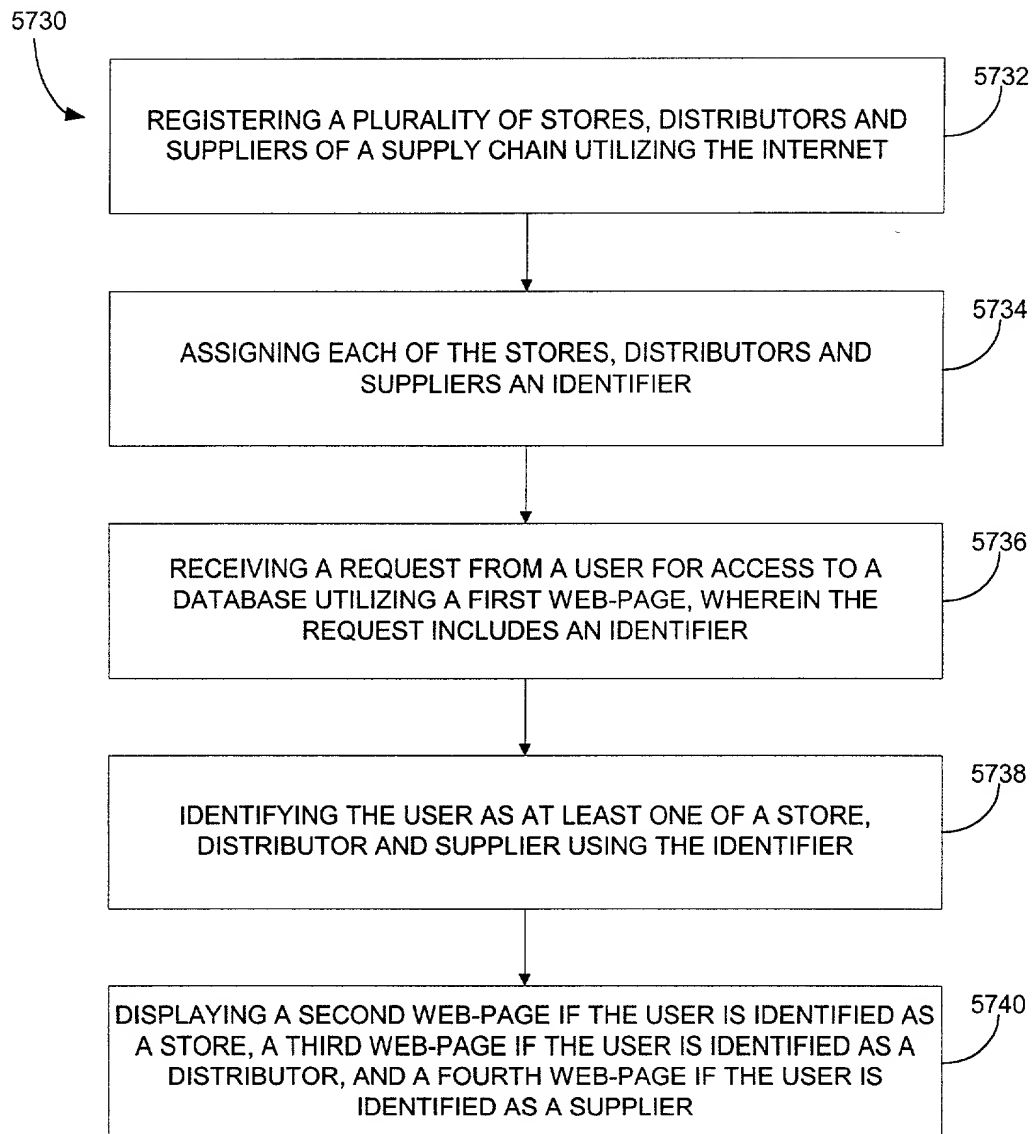 5730
5732
REGISTERING A PLURALITY OF STORES, DISTRIBUTORS AND
SUPPLIERS OF A SUPPLY CHAIN UTILIZING THE INTERNET
5734
ASSIGNING EACH OF THE STORES, DISTRIBUTORS AND
SUPPLIERS AN IDENTIFIER
5736
RECEIVING A REQUEST FROM A USER FOR ACCESS TO A
DATABASE UTILIZING A FIRST WEB-PAGE, WHEREIN THE
REQUEST INCLUDES AN IDENTIFIER
5738
IDENTIFYING THE USER AS AT LEAST ONE OF A STORE,
DISTRIBUTOR AND SUPPLIER USING THE IDENTIFIER
5740
DISPLAYING A SECOND WEB-PAGE IF THE USER IS IDENTIFIED AS
A STORE, A THIRD WEB-PAGE IF THE USER IS IDENTIFIED AS A
DISTRIBUTOR, AND A FOURTH WEB-PAGE IF THE USER IS
IDENTIFIED AS A SUPPLIER